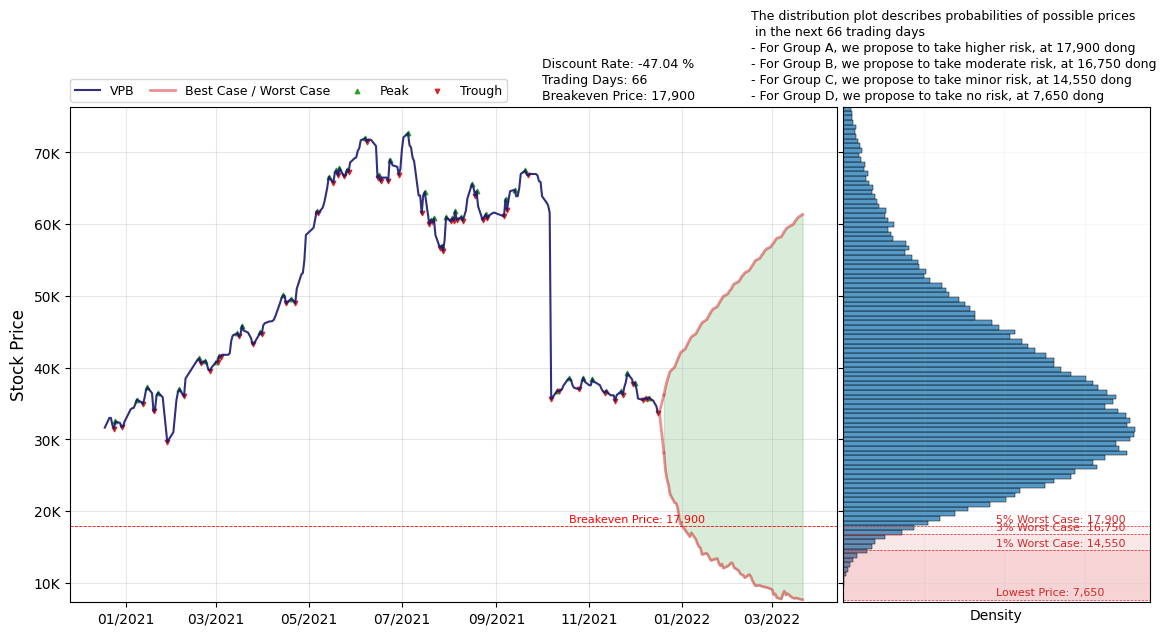 The distribution plot describes probabilities of possible prices
in the next 66 trading days
- For Group A, we propose to take higher risk, at 17,900 dong
- For Group B, we propose to take moderate risk, at 16,750 dong
- For Group C, we propose to take minor risk, at 14,550 dong
- For Group D, we propose to take no risk, at 7,650 dong
Discount Rate: -47.04 %
Trading Days: 66
Breakeven Price: 17,900
VPB
Best Case / Worst Case
Peak
Trough
Stock Price
70K
60K
50K
40K
30K
20K
10K
Breakeven Price: 17,900
5% Worst Case: 17,900
3% Worst Case: 16,750
1% Worst Case: 14,550
Lowest Price: 7,650
01/2021
03/2021
05/2021
07/2021
09/2021
11/2021
01/2022
03/2022
Density